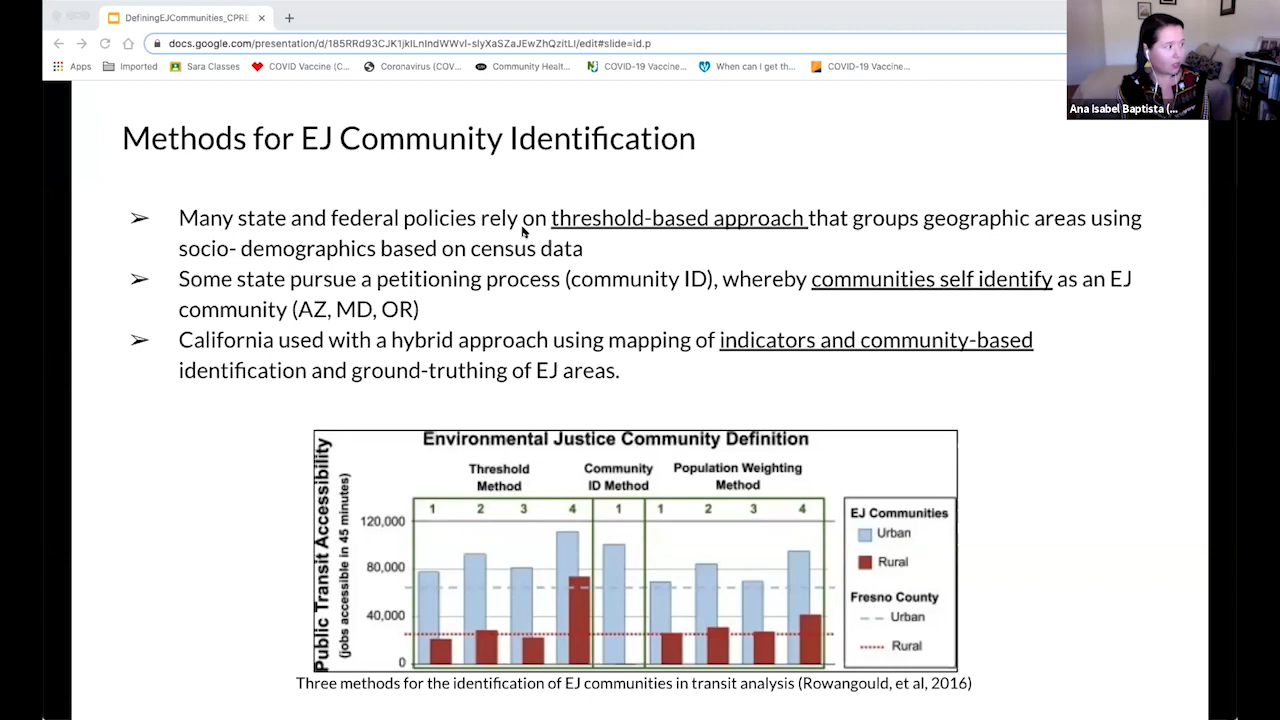 DefiningEJCommunities_CPRE
docs.google.com/presentation/d/185RRd93CJK1jkILnIndWWvI-slyXaSZaJEwZhQzitLI/edit#slide=id.p
Apps Imported Sara Classes COVID Vaccine (C... Coronavirus (COV... Community Healt... COVID-19 Vaccine... When can I get th... COVID-19 Vaccine...
Ana Isabel Baptista (...
Methods for EJ Community Identification
➢ Many state and federal policies rely on threshold-based approach that groups geographic areas using
socio- demographics based on census data
➢ Some state pursue a petitioning process (community ID), whereby communities self identify as an EJ
community (AZ, MD, OR)
➢ California used with a hybrid approach using mapping of indicators and community-based
identification and ground-truthing of EJ areas.
Environmental Justice Community Definition
Threshold
Method
Community
ID Method
Population Weighting
Method
1 2 3 4 1 1 2 3 4
Public Transit Accessibility
(jobs accessible in 45 minutes)
120,000
80,000
40,000
0
EJ Communities
Urban
Rural
Fresno County
Urban
Rural
Three methods for the identification of EJ communities in transit analysis (Rowangould, et al, 2016)